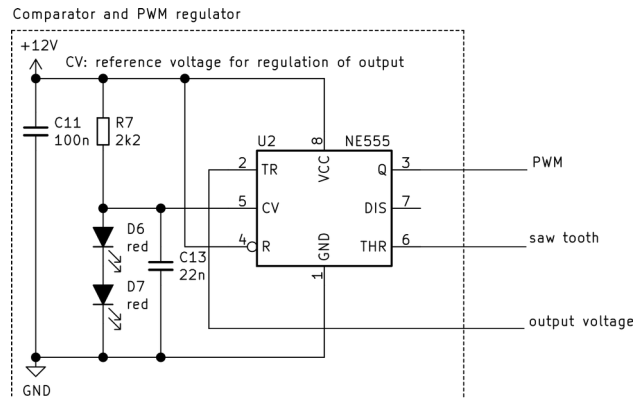 Comparator and PWM regulator
+12V
CV: reference voltage for regulation of output
C11
100n
R7
2k2
U2
NE555
8
VCC
2
TR
Q
3
PWM
5
CV
DIS
7
4
R
GND
THR
6
saw tooth
1
D6
red
C13
22n
D7
red
output voltage
GND